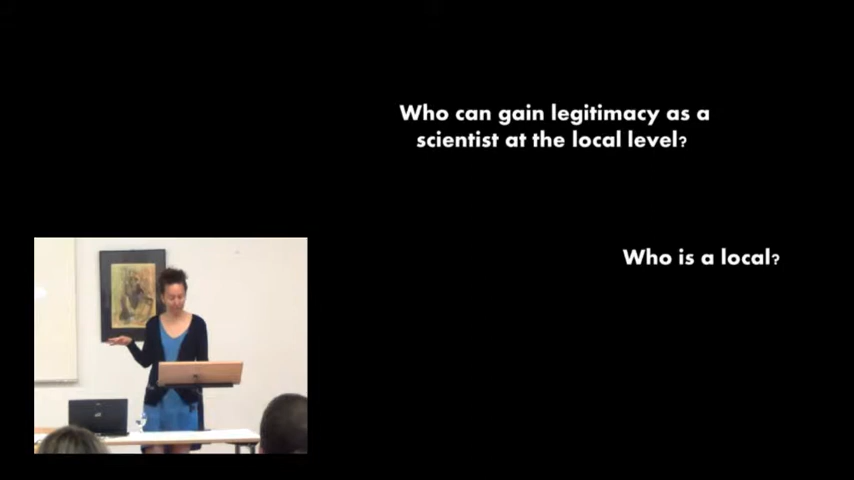 Who can gain legitimacy as a
scientist at the local level?
Who is a local?